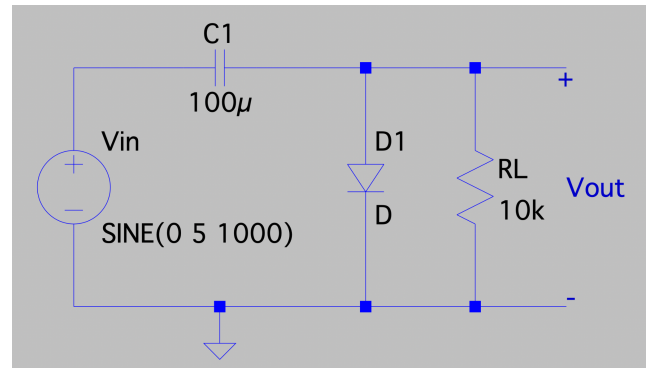 C1
100µ
+
Vin
+
D1
RL
Vout
D
10k
SINE(0 5 1000)
-